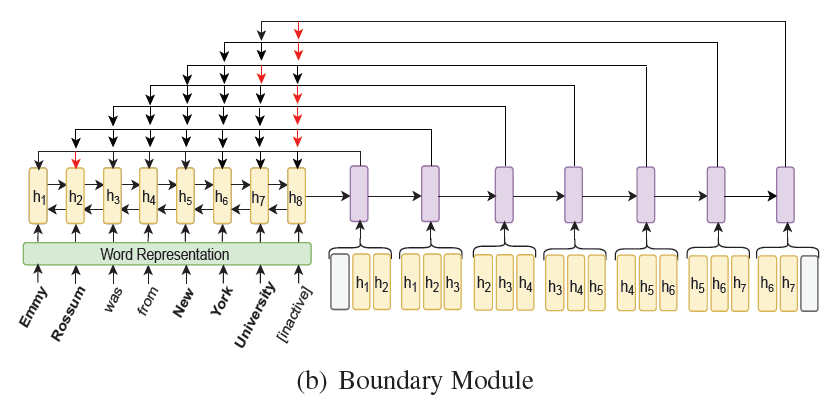 h1 h2 h3 h4 h5 h6 h7 h8
Word Representation
Emmy Rossum was from New York University [inactive]
h1 h2 h1 h2 h3 h2 h3 h4 h3 h4 h5 h4 h5 h6 h5 h6 h7 h6 h7
(b) Boundary Module